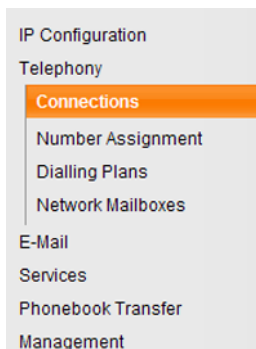 IP Configuration
Telephony
Connections
Number Assignment
Dialling Plans
Network Mailboxes
E-Mail
Services
Phonebook Transfer
Management